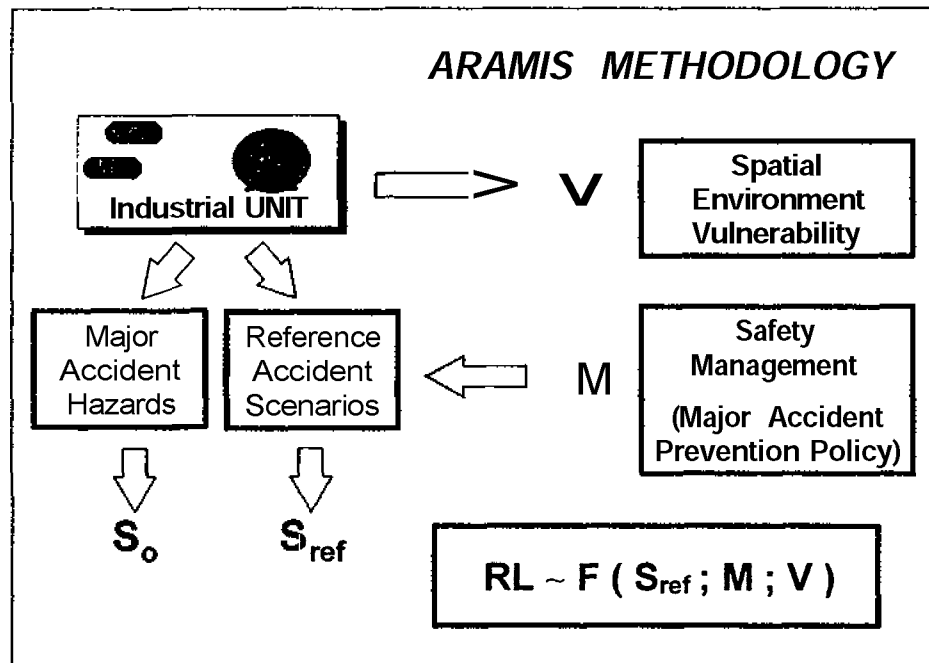 ARAMIS METHODOLOGY
Industrial UNIT
V
Spatial
Environment
Vulnerability
Major
Accident
Hazards
Reference
Accident
Scenarios
M
Safety
Management
(Major Accident
Prevention Policy)
So
Sref
RL ~ F ( Sref ; M ; V )